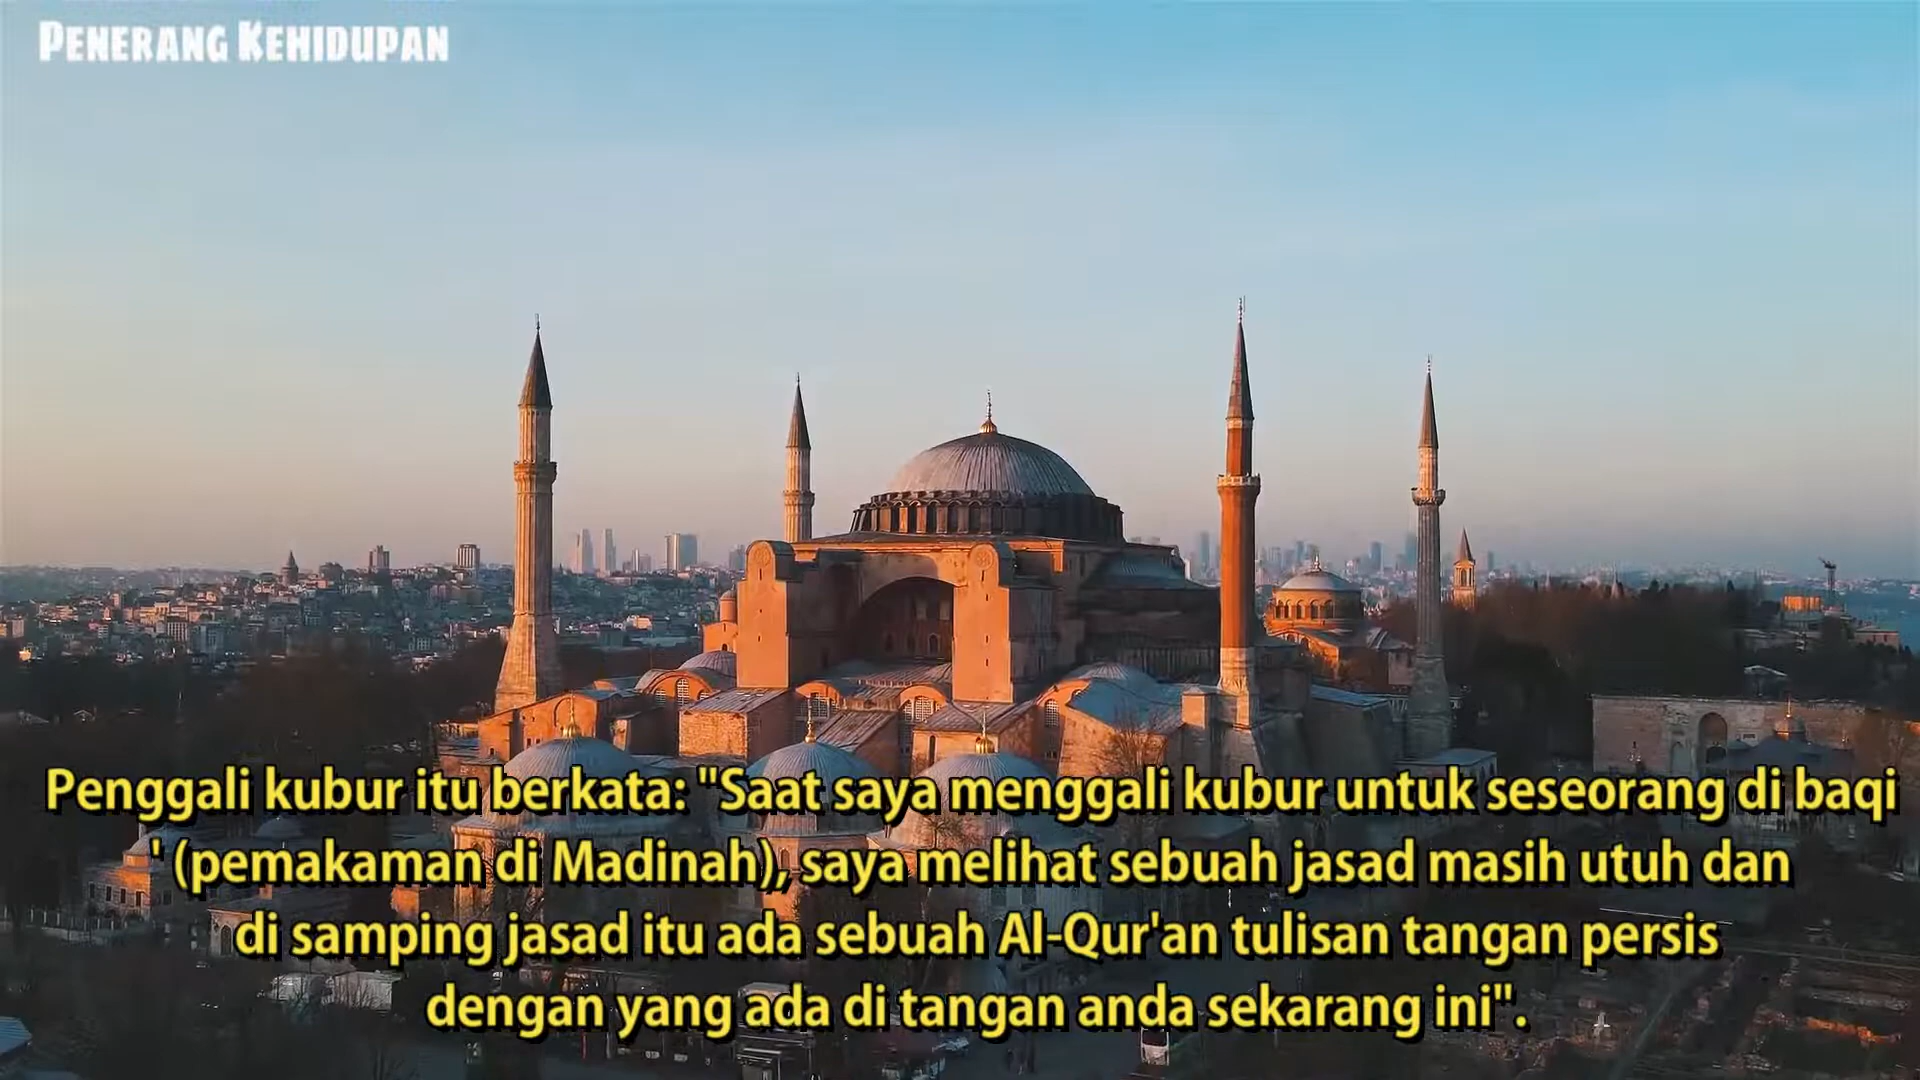 PENERANG KEHIDUPAN
Penggali kubur itu berkata: "Saat saya menggali kubur untuk seseorang di baqi
' (pemakaman di Madinah), saya melihat sebuah jasad masih utuh dan
di samping jasad itu ada sebuah Al-Qur'an tulisan tangan persis
dengan yang ada di tangan anda sekarang ini".